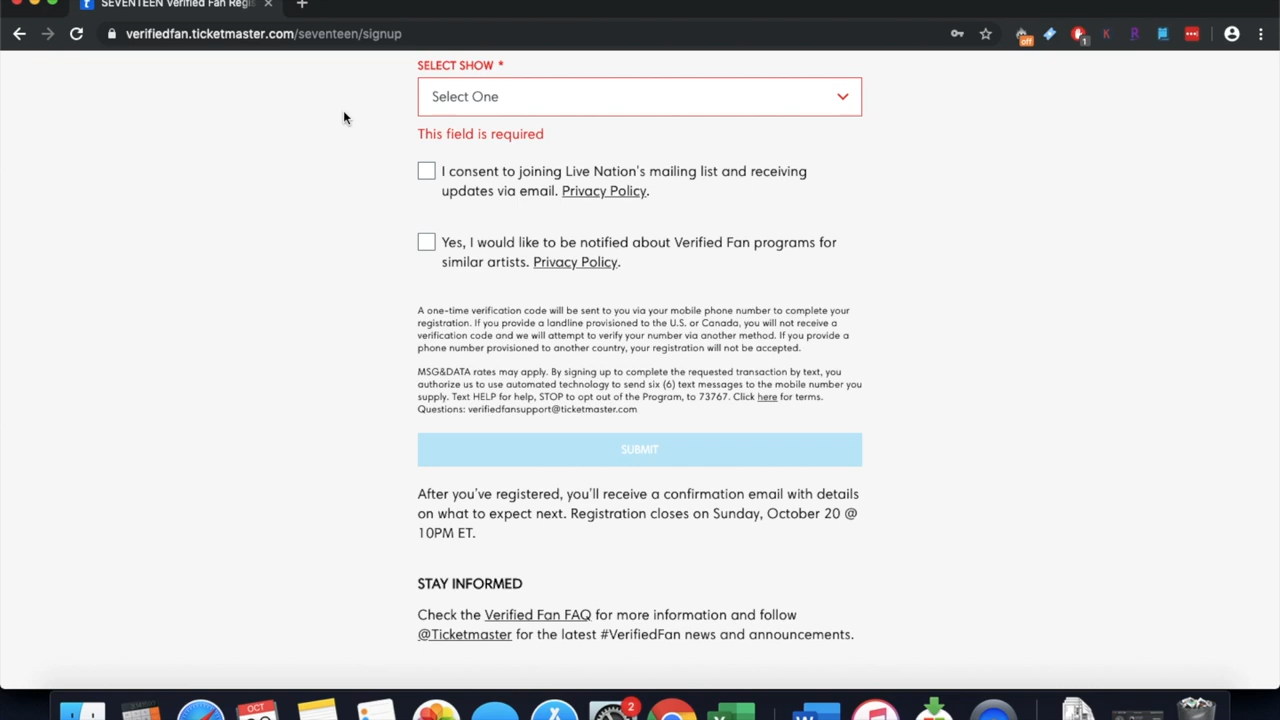 SEVENTEEN Verified Fan Regis
verifiedfan.ticketmaster.com/seventeen/signup
off
1
K
R
SELECT SHOW *
Select One
This field is required
I consent to joining Live Nation's mailing list and receiving
updates via email. Privacy Policy.
Yes, I would like to be notified about Verified Fan programs for
similar artists. Privacy Policy.
A one-time verification code will be sent to you via your mobile phone number to complete your
registration. If you provide a landline provisioned to the U.S. or Canada, you will not receive a
verification code and we will attempt to verify your number via another method. If you provide a
phone number provisioned to another country, your registration will not be accepted.
MSG&DATA rates may apply. By signing up to complete the requested transaction by text, you
authorize us to use automated technology to send six (6) text messages to the mobile number you
supply. Text HELP for help, STOP to opt out of the Program, to 73767. Click here for terms.
Questions: verifiedfansupport@ticketmaster.com
SUBMIT
After you've registered, you'll receive a confirmation email with details
on what to expect next. Registration closes on Sunday, October 20 @
10PM ET.
STAY INFORMED
Check the Verified Fan FAQ for more information and follow
@Ticketmaster for the latest #VerifiedFan news and announcements.
OCT
2